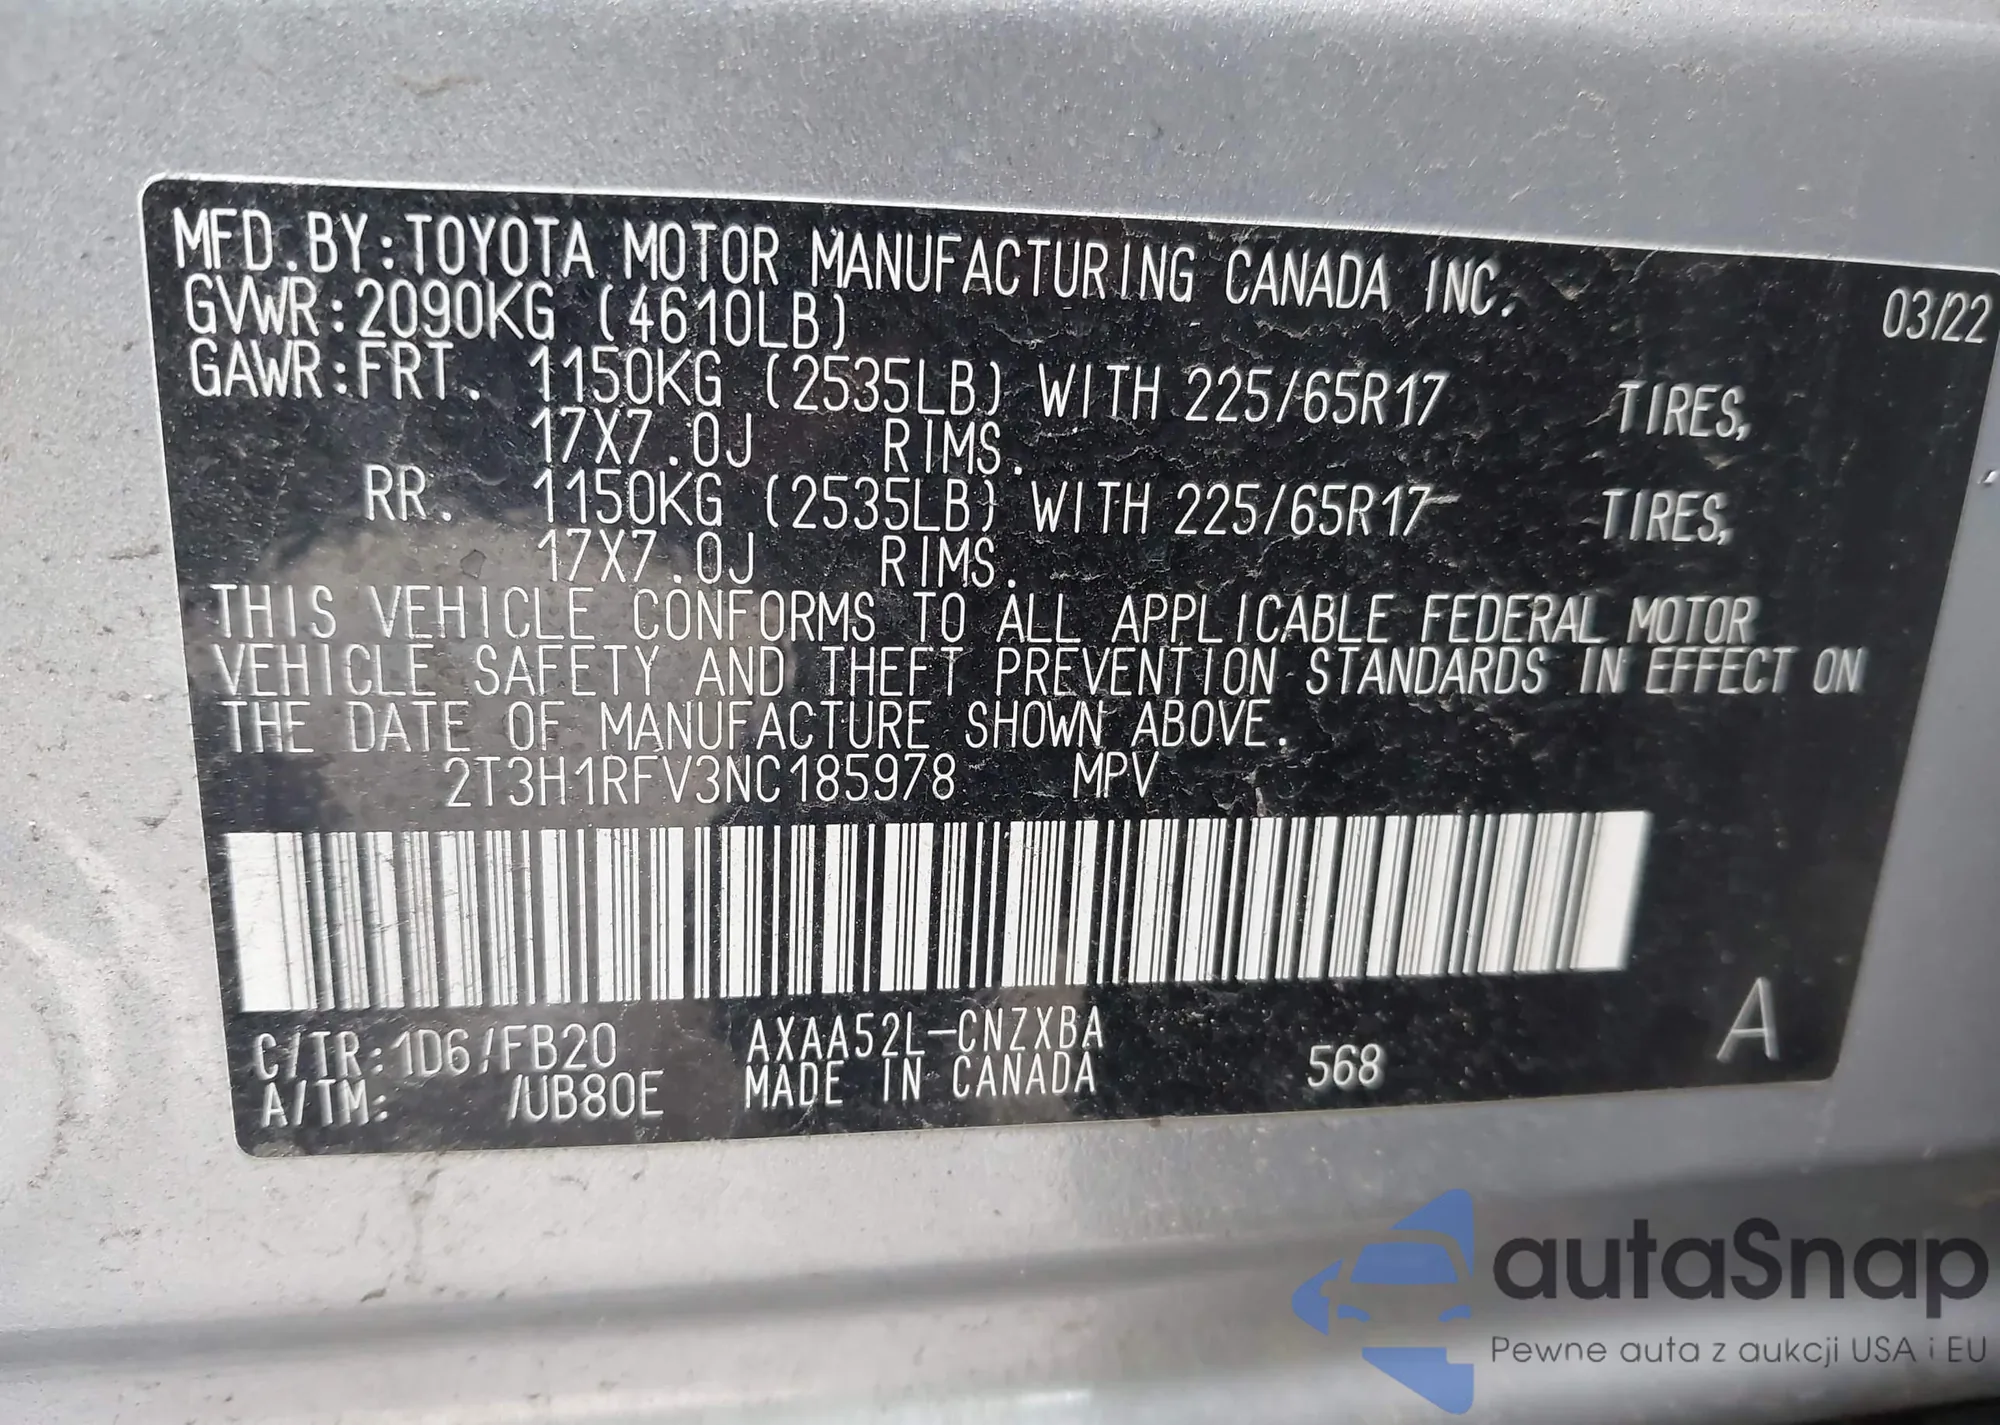 MFD.BY:TOYOTA MOTOR MANUFACTURING CANADA INC. 03/22
GVWR:2090KG (4610LB)
GAWR:FRT. 1150KG (2535LB) WITH 225/65R17 TIRES,
17X7.0J RIMS.
RR. 1150KG (2535LB) WITH 225/65R17 TIRES,
17X7.0J RIMS.
THIS VEHICLE CONFORMS TO ALL APPLICABLE FEDERAL MOTOR
VEHICLE SAFETY AND THEFT PREVENTION STANDARDS IN EFFECT ON
THE DATE OF MANUFACTURE SHOWN ABOVE.
2T3H1RFV3NC185978 MPV
C/TR:1D6/FB20 AXAA52L-CNZXBA 568 A
A/TM: /UB80E MADE IN CANADA
autaSnap
Pewne auta z aukcji USA i EU